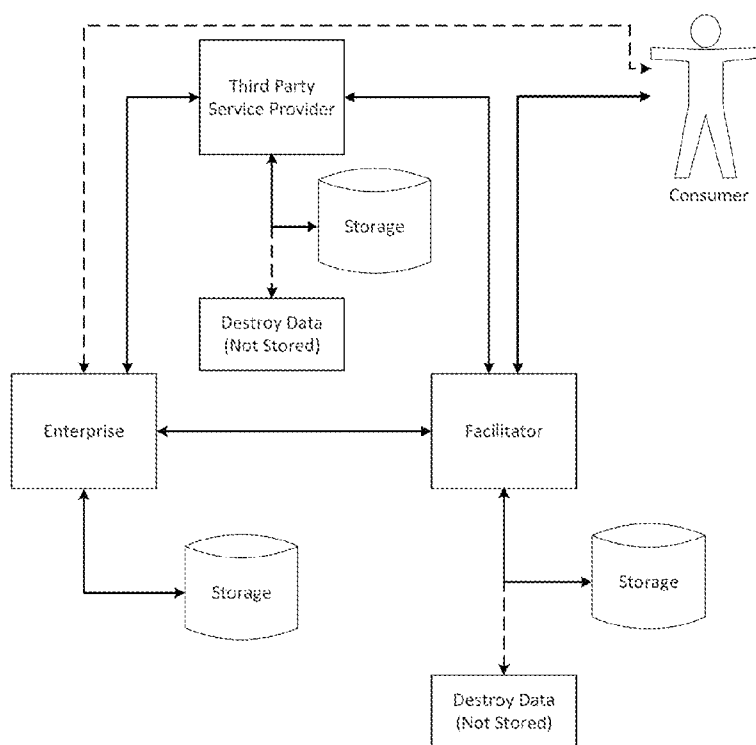 Third Party
Service Provider
Consumer
Storage
Destroy Data
(Not Stored)
Enterprise
Facilitator
Storage
Storage
Destroy Data
(Not Stored)